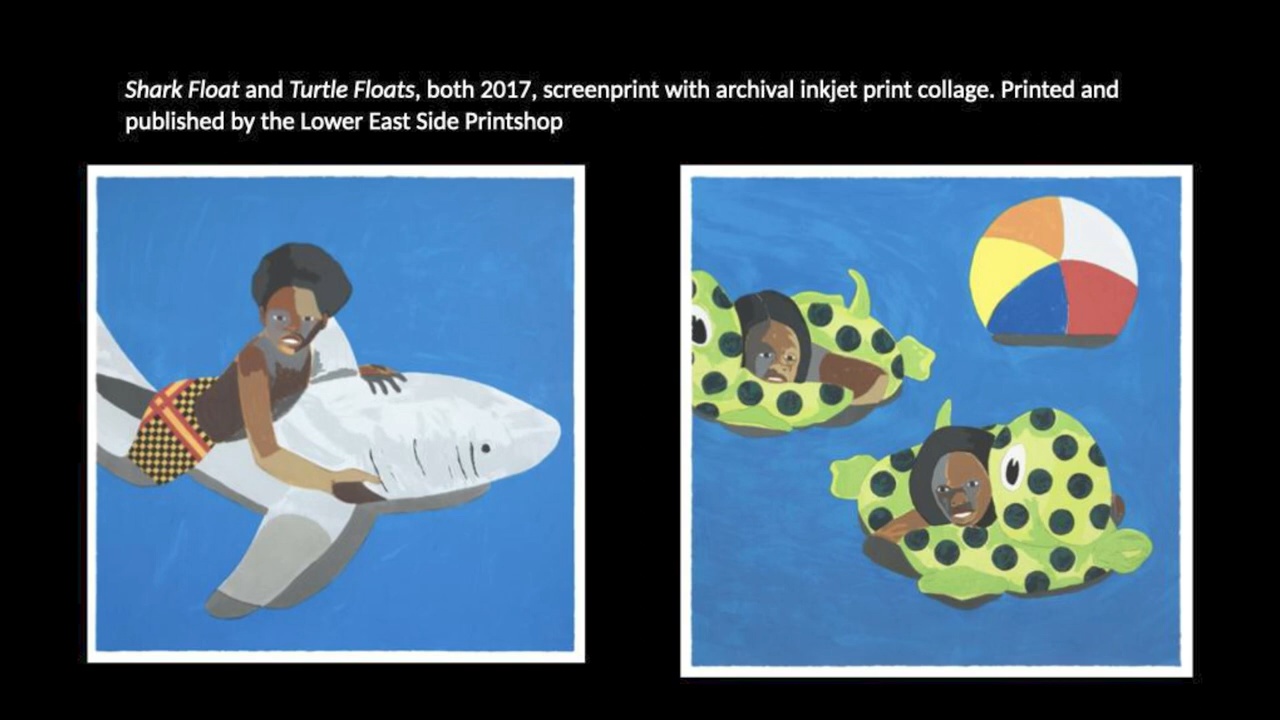 Shark Float and Turtle Floats, both 2017, screenprint with archival inkjet print collage. Printed and
published by the Lower East Side Printshop